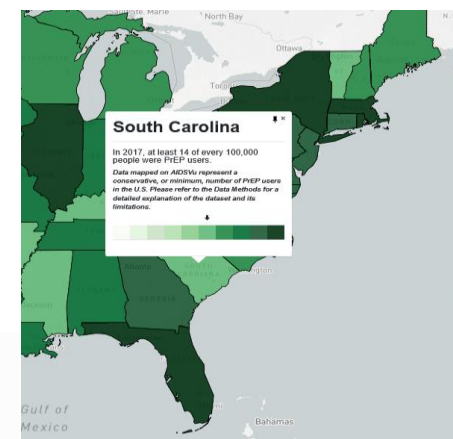 North Bay
Ottawa
South Carolina
In 2017, at least 14 of every 100,000
people were PrEP users.
Data mapped on AIDSVu represent a
conservative, or minimum, number of PrEP users
in the U.S. Please refer to the Data Methods for a
detailed explanation of the dataset and its
limitations.
Atlanta
SOUTH
CAROLINA
GEORGIA
Gulf of
Mexico
Bahamas